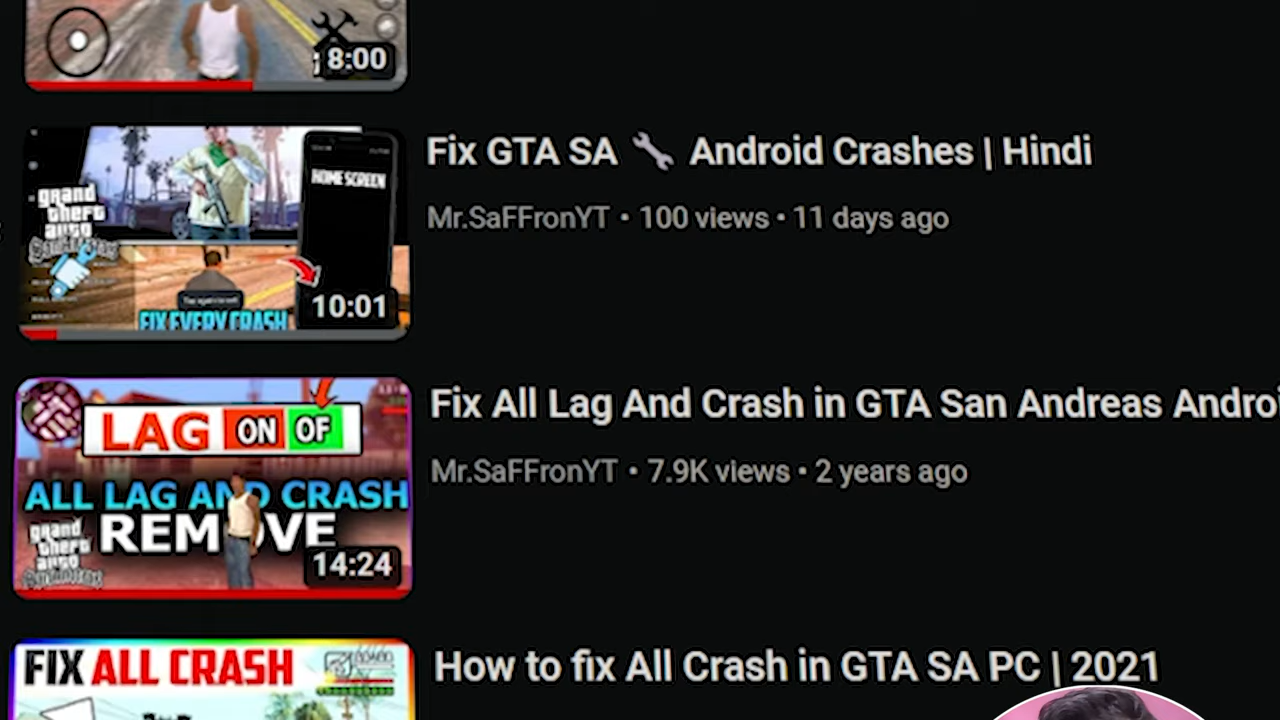 8:00
Fix GTA SA 🔧 Android Crashes | Hindi
Mr.SaFFronYT • 100 views • 11 days ago
HOME SCREEN
grand
theft
auto
SanAndreas
FIX EVERY CRASH
10:01
Fix All Lag And Crash in GTA San Andreas Androi
Mr.SaFFronYT • 7.9K views • 2 years ago
LAG ON OF
ALL LAG AND CRASH
REMOVE
grand
theft
auto
SanAndreas
14:24
How to fix All Crash in GTA SA PC | 2021
FIX ALL CRASH